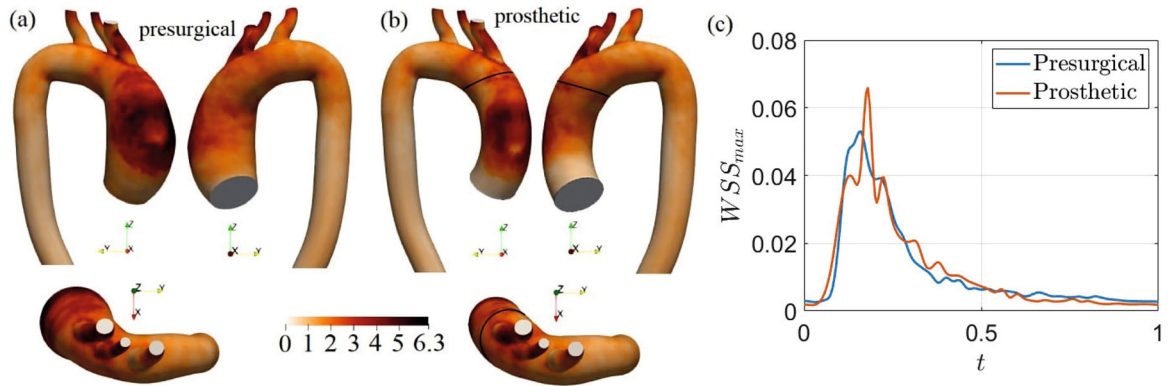 (a)
presurgical
(b)
prosthetic
(c)
Z
Y
X
Z
X
Y
Z
Y
X
Z
X
Y
Z
Y
X
Z
Y
X
0 1 2 3 4 5 6.3
0.08
0.06
0.04
0.02
0
WSS_max
Presurgical
Prosthetic
0
0.5
1
t